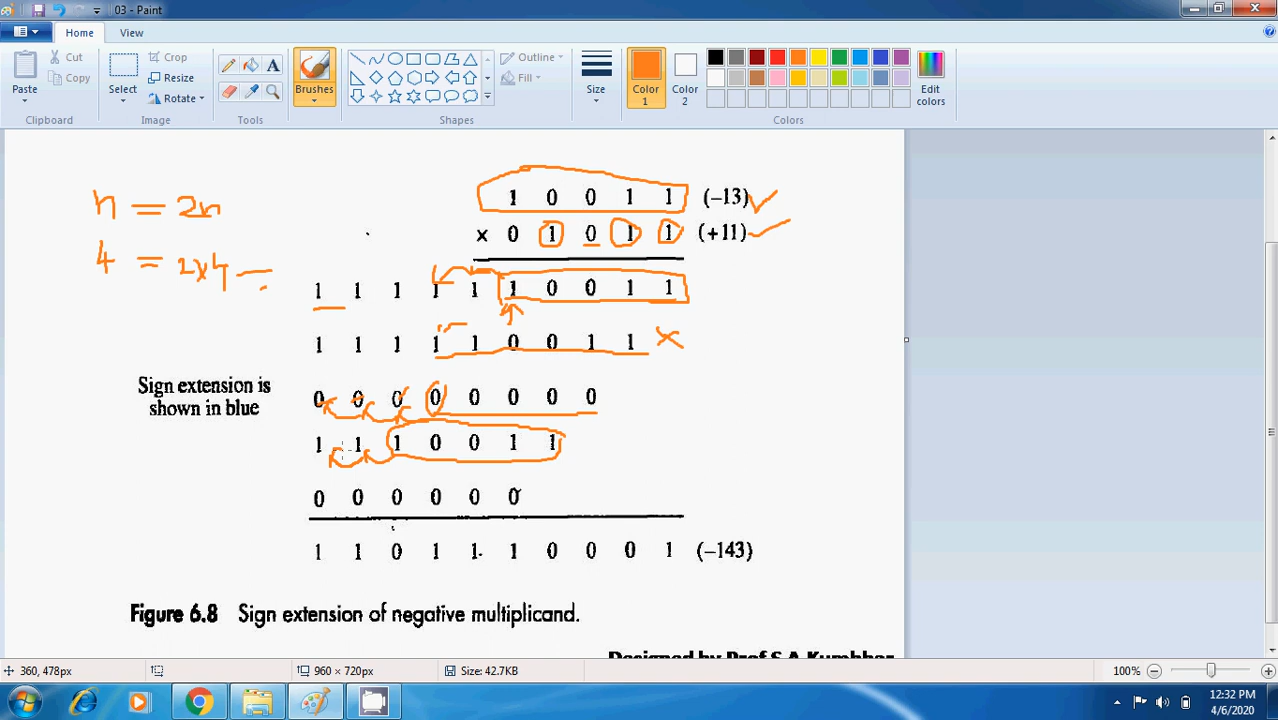 03 - Paint
Home View
Paste Cut Copy Clipboard
Select Crop Resize Rotate Image
A Tools
Brushes
Outline Fill Shapes
Size
Color 1 Color 2 Edit colors Colors
1 0 0 1 1 (–13)
x 0 1 0 1 1 (+11)
n = 2n
4 = 2x4
1 1 1 1 1 1 0 0 1 1
1 1 1 1 1 0 0 1 1 x
Sign extension is
shown in blue
0 0 0 0 0 0 0 0
1 1 1 0 0 1 1
0 0 0 0 0 0
1 1 0 1 1 1 0 0 0 1 (–143)
Figure 6.8 Sign extension of negative multiplicand.
Designed by Prof S A Kumbhar
360, 478px 960 × 720px Size: 42.7KB 100%
12:32 PM
4/6/2020